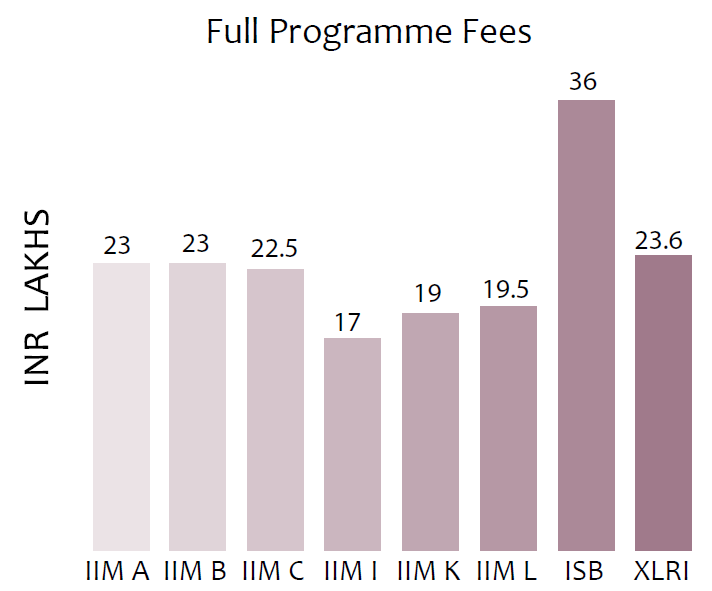 Full Programme Fees
INR LAKHS
23
23
22.5
17
19
19.5
36
23.6
IIM A
IIM B
IIM C
IIM I
IIM K
IIM L
ISB
XLRI